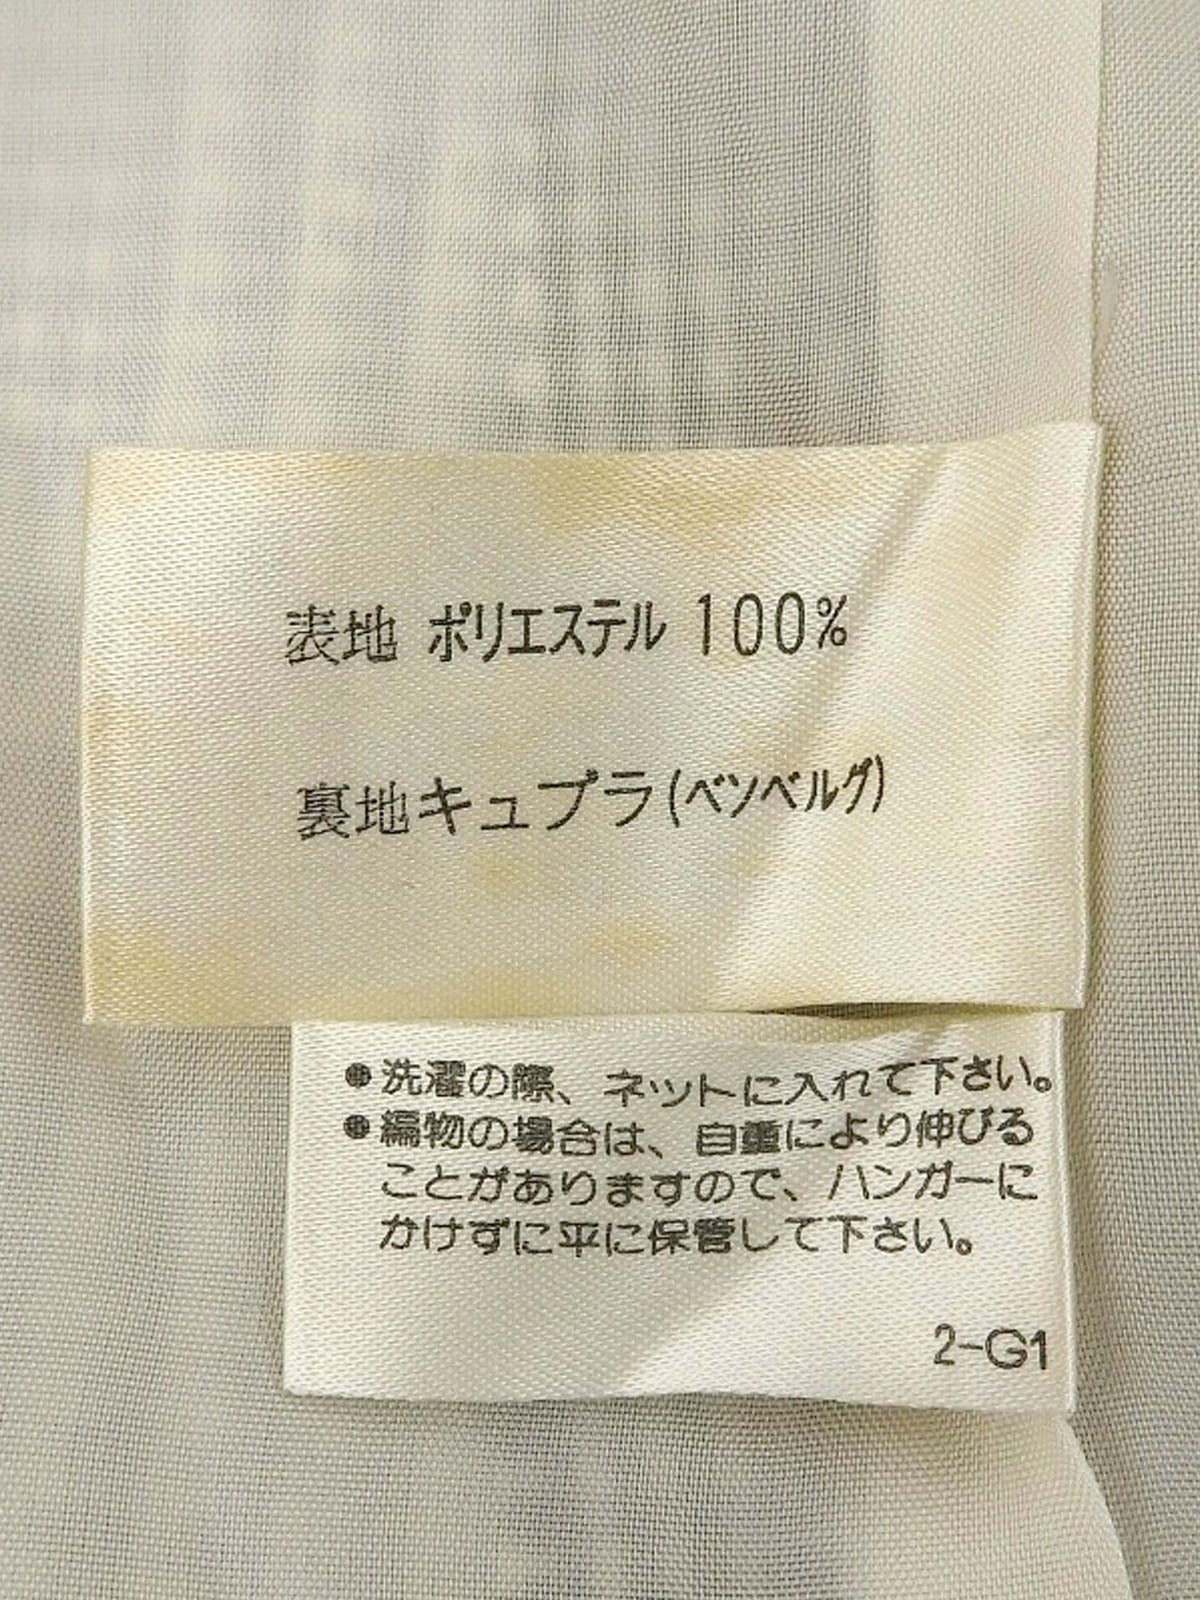 表地 ポリエステル 100%
裏地キュプラ(ベンベルグ)
●洗濯の際、ネットに入れて下さい。
●編物の場合は、自重により伸びる
ことがありますので、ハンガーに
かけずに平に保管して下さい。
2-G1